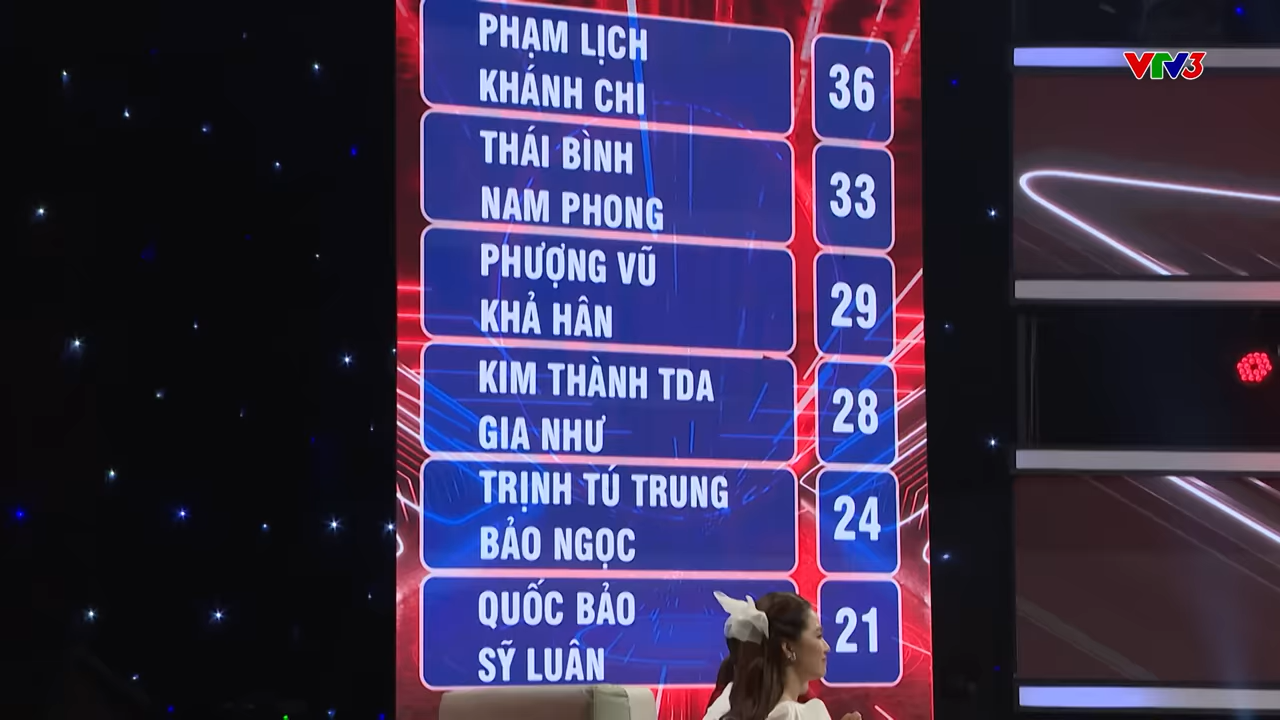 VTV3
PHẠM LỊCH
KHÁNH CHI
36
THÁI BÌNH
NAM PHONG
33
PHƯỢNG VŨ
KHẢ HÂN
29
KIM THÀNH TDA
GIA NHƯ
28
TRỊNH TÚ TRUNG
BẢO NGỌC
24
QUỐC BẢO
SỸ LUÂN
21